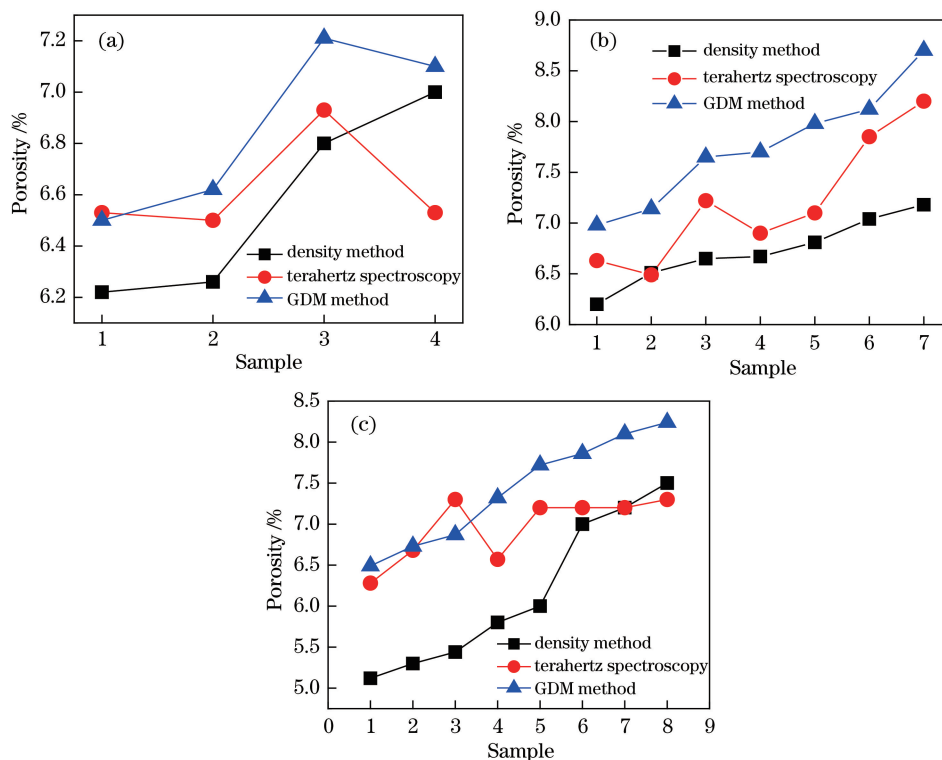 (a)
7.2
7.0
6.8
6.6
6.4
6.2
Porosity /%
density method
terahertz spectroscopy
GDM method
1 2 3 4
Sample
(b)
9.0
8.5
8.0
7.5
7.0
6.5
6.0
Porosity /%
density method
terahertz spectroscopy
GDM method
1 2 3 4 5 6 7
Sample
(c)
8.5
8.0
7.5
7.0
6.5
6.0
5.5
5.0
Porosity /%
density method
terahertz spectroscopy
GDM method
0 1 2 3 4 5 6 7 8 9
Sample